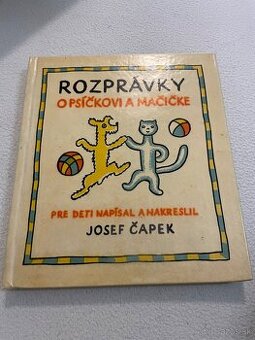 ROZPRÁVKY
O PSÍČKOVI A MAČIČKE
PRE DETI NAPÍSAL A NAKRESLIL
JOSEF ČAPEK